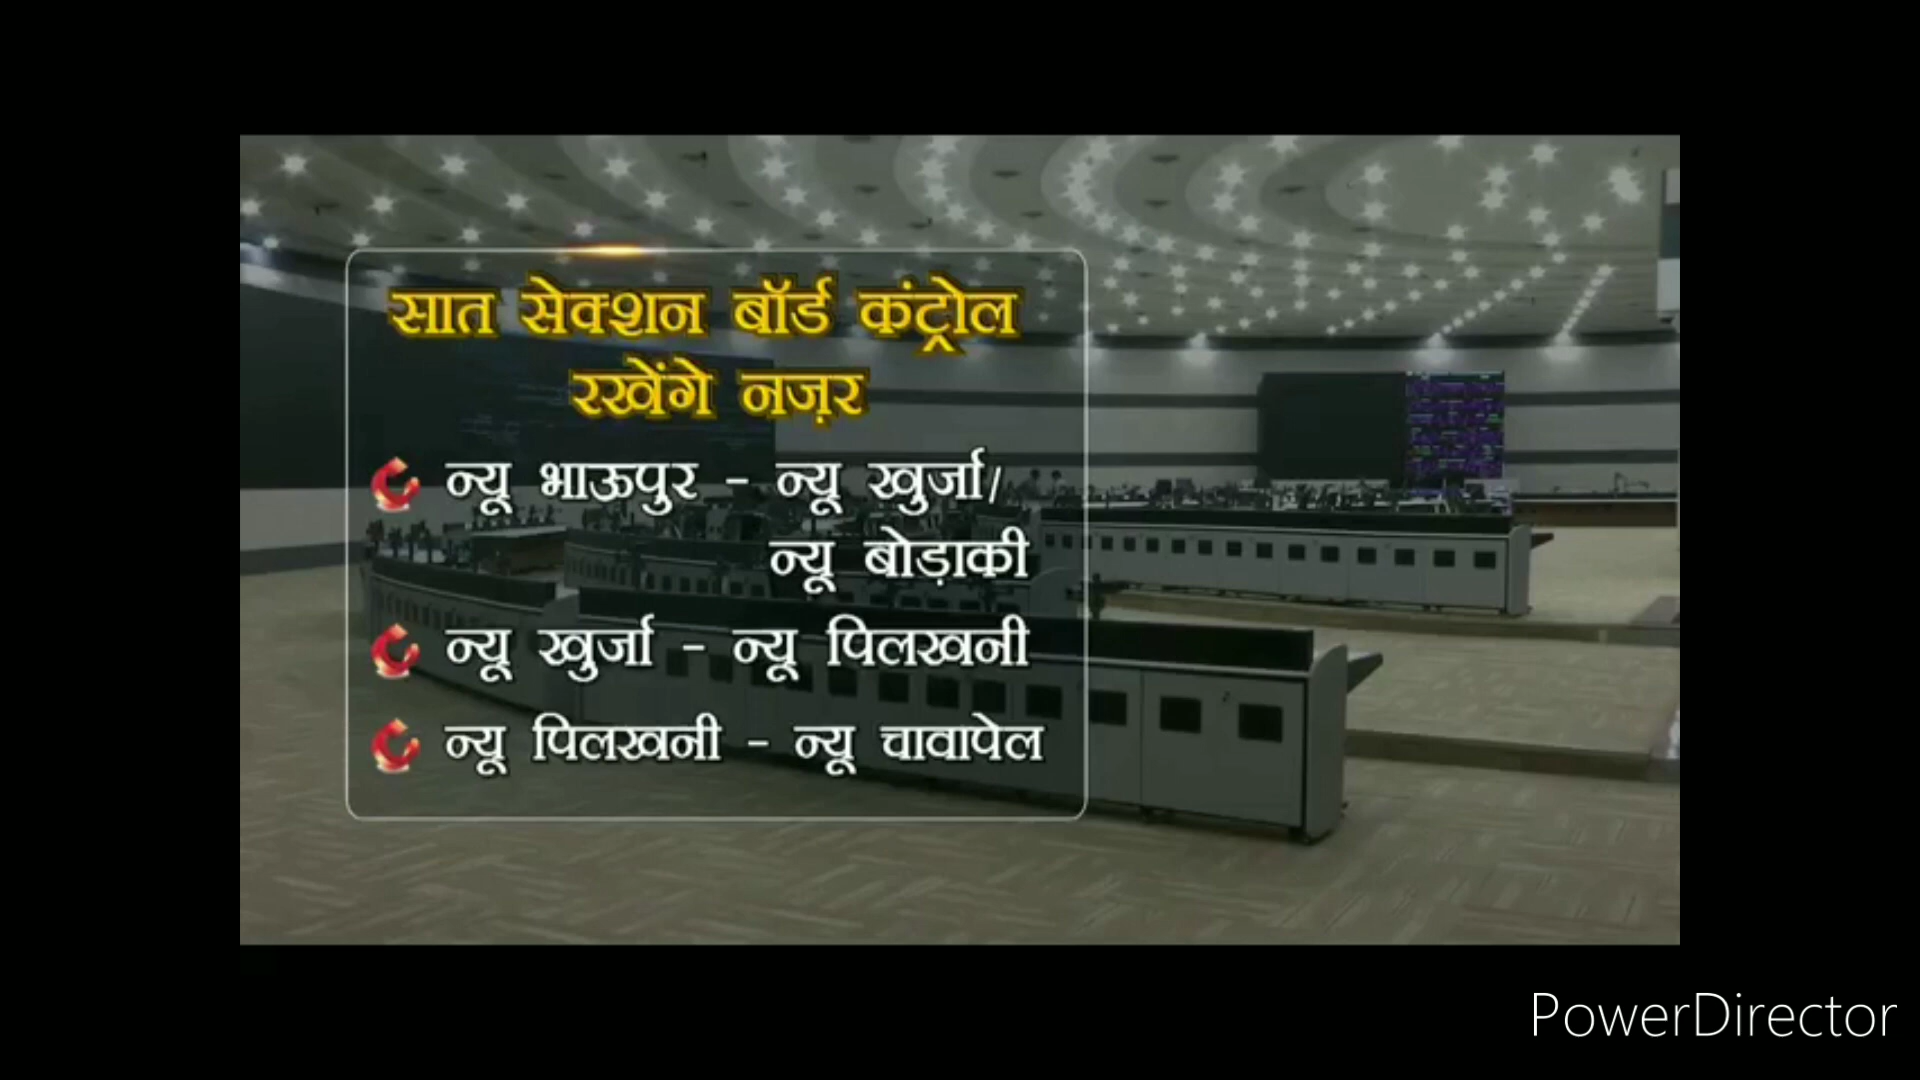 सात सेक्शन बॉर्ड कंट्रोल
रखेंगे नज़र
न्यू भाऊपुर - न्यू खुर्जा/
न्यू बोड़ाकी
न्यू खुर्जा - न्यू पिलखनी
न्यू पिलखनी - न्यू चावापेल
PowerDirector